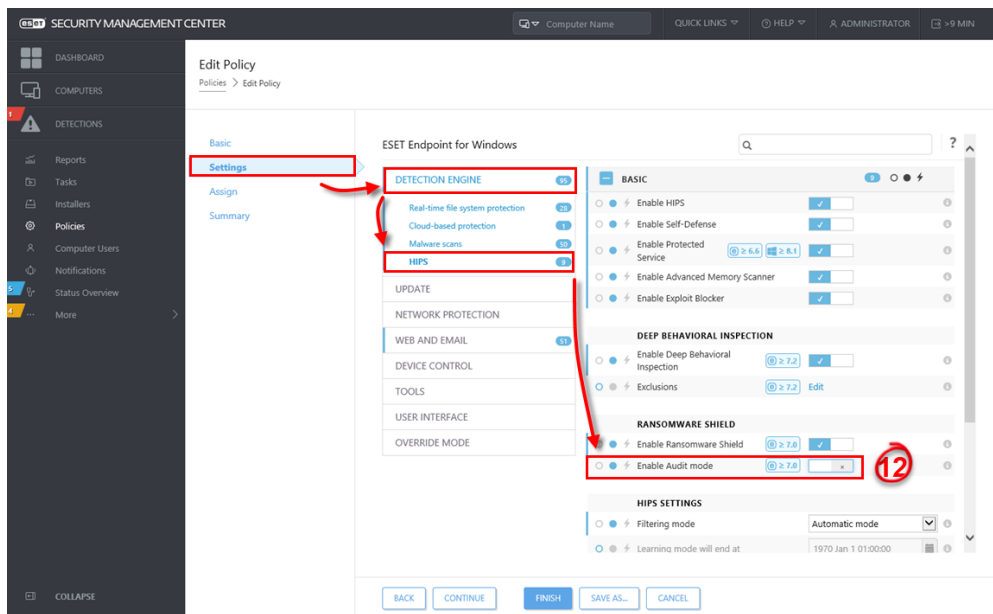 eset SECURITY MANAGEMENT CENTER
Computer Name
QUICK LINKS
HELP
ADMINISTRATOR
>9 MIN
DASHBOARD
COMPUTERS
1
DETECTIONS
Reports
Tasks
Installers
Policies
Computer Users
Notifications
5
Status Overview
4
More
COLLAPSE
Edit Policy
Policies > Edit Policy
Basic
Settings
Assign
Summary
ESET Endpoint for Windows
?
DETECTION ENGINE 95
Real-time file system protection 28
Cloud-based protection 1
Malware scans 50
HIPS 9
UPDATE
NETWORK PROTECTION
WEB AND EMAIL 51
DEVICE CONTROL
TOOLS
USER INTERFACE
OVERRIDE MODE
BASIC 9
Enable HIPS
Enable Self-Defense
Enable Protected
Service ≥ 6.6 ≥ 8.1
Enable Advanced Memory Scanner
Enable Exploit Blocker
DEEP BEHAVIORAL INSPECTION
Enable Deep Behavioral
Inspection ≥ 7.2
Exclusions ≥ 7.2 Edit
RANSOMWARE SHIELD
Enable Ransomware Shield ≥ 7.0
Enable Audit mode ≥ 7.0
12
HIPS SETTINGS
Filtering mode Automatic mode
Learning mode will end at 1970 Jan 1 01:00:00
BACK
CONTINUE
FINISH
SAVE AS...
CANCEL